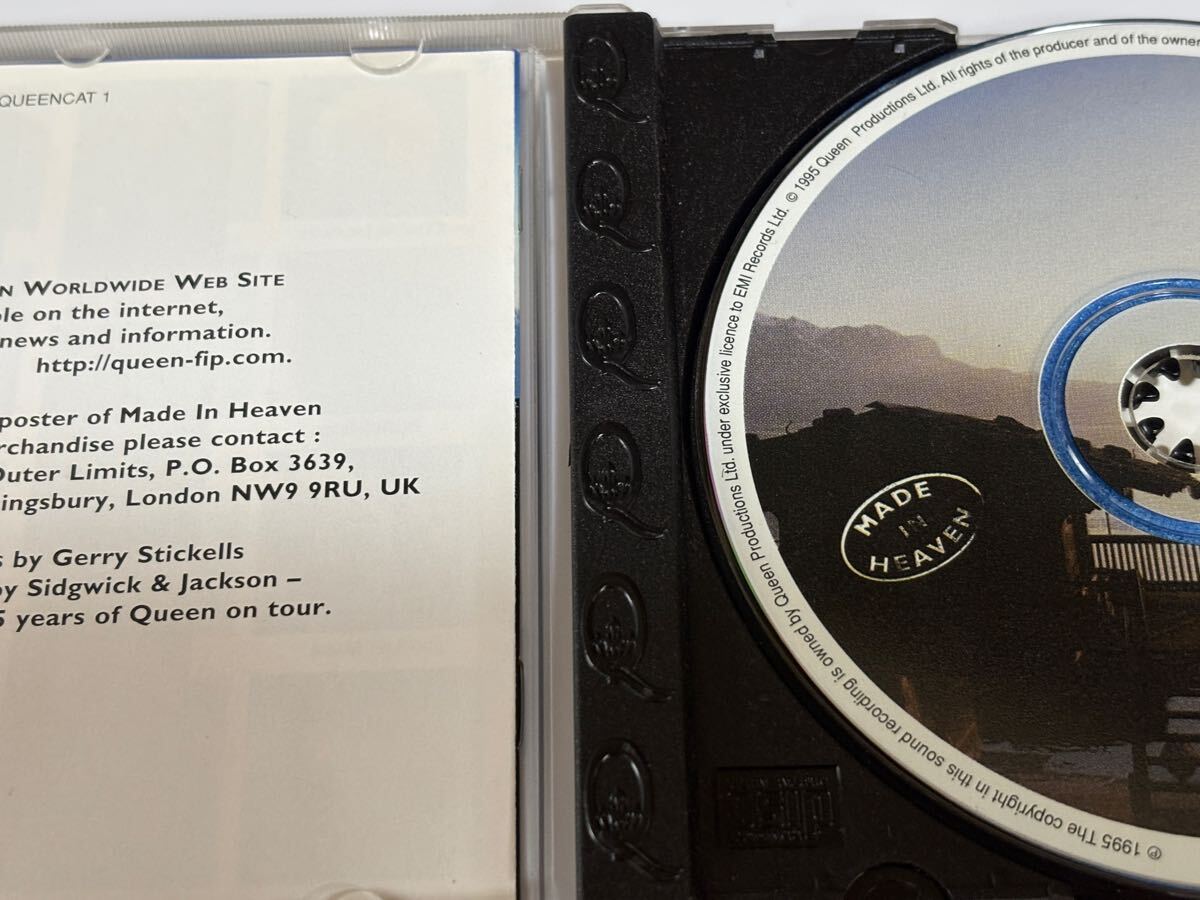 QUEENCAT 1
N WORLDWIDE WEB SITE
ble on the internet,
news and information.
http://queen-fip.com.
poster of Made In Heaven
rchandise please contact :
Outer Limits, P.O. Box 3639,
ingsbury, London NW9 9RU, UK
s by Gerry Stickells
by Sidgwick & Jackson –
5 years of Queen on tour.
℗ 1995 The copyright in this sound recording is owned by Queen Productions Ltd. under exclusive licence to EMI Records Ltd. © 1995 Queen Productions Ltd. All rights of the producer and of the owner
MADE
IN
HEAVEN